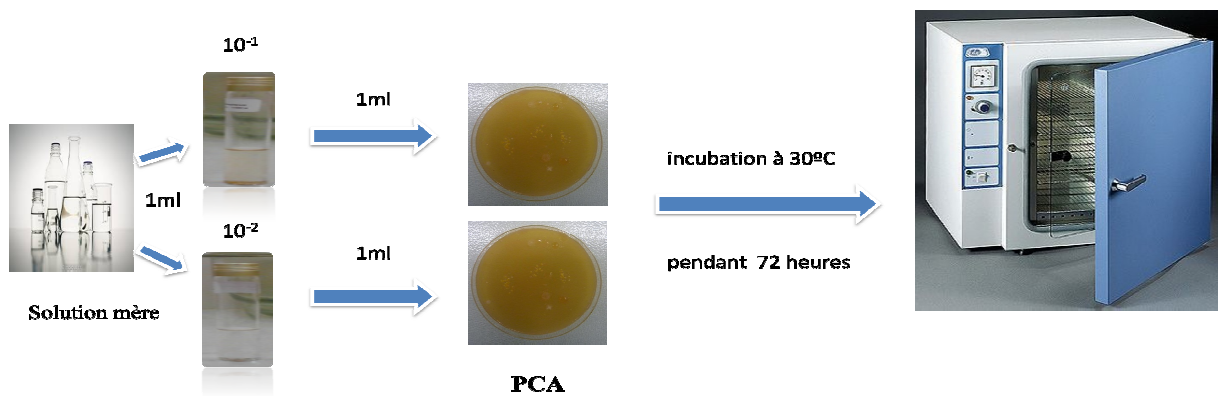 10⁻¹
1ml
incubation à 30ºC
1ml
10⁻²
1ml
pendant 72 heures
Solution mère
PCA